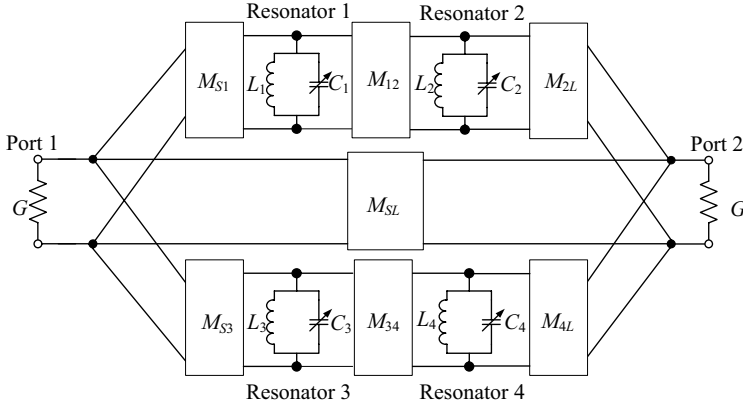 Resonator 1 Resonator 2
M_S1 L_1 C_1 M_12 L_2 C_2 M_2L
Port 1 Port 2
G M_SL G
M_S3 L_3 C_3 M_34 L_4 C_4 M_4L
Resonator 3 Resonator 4